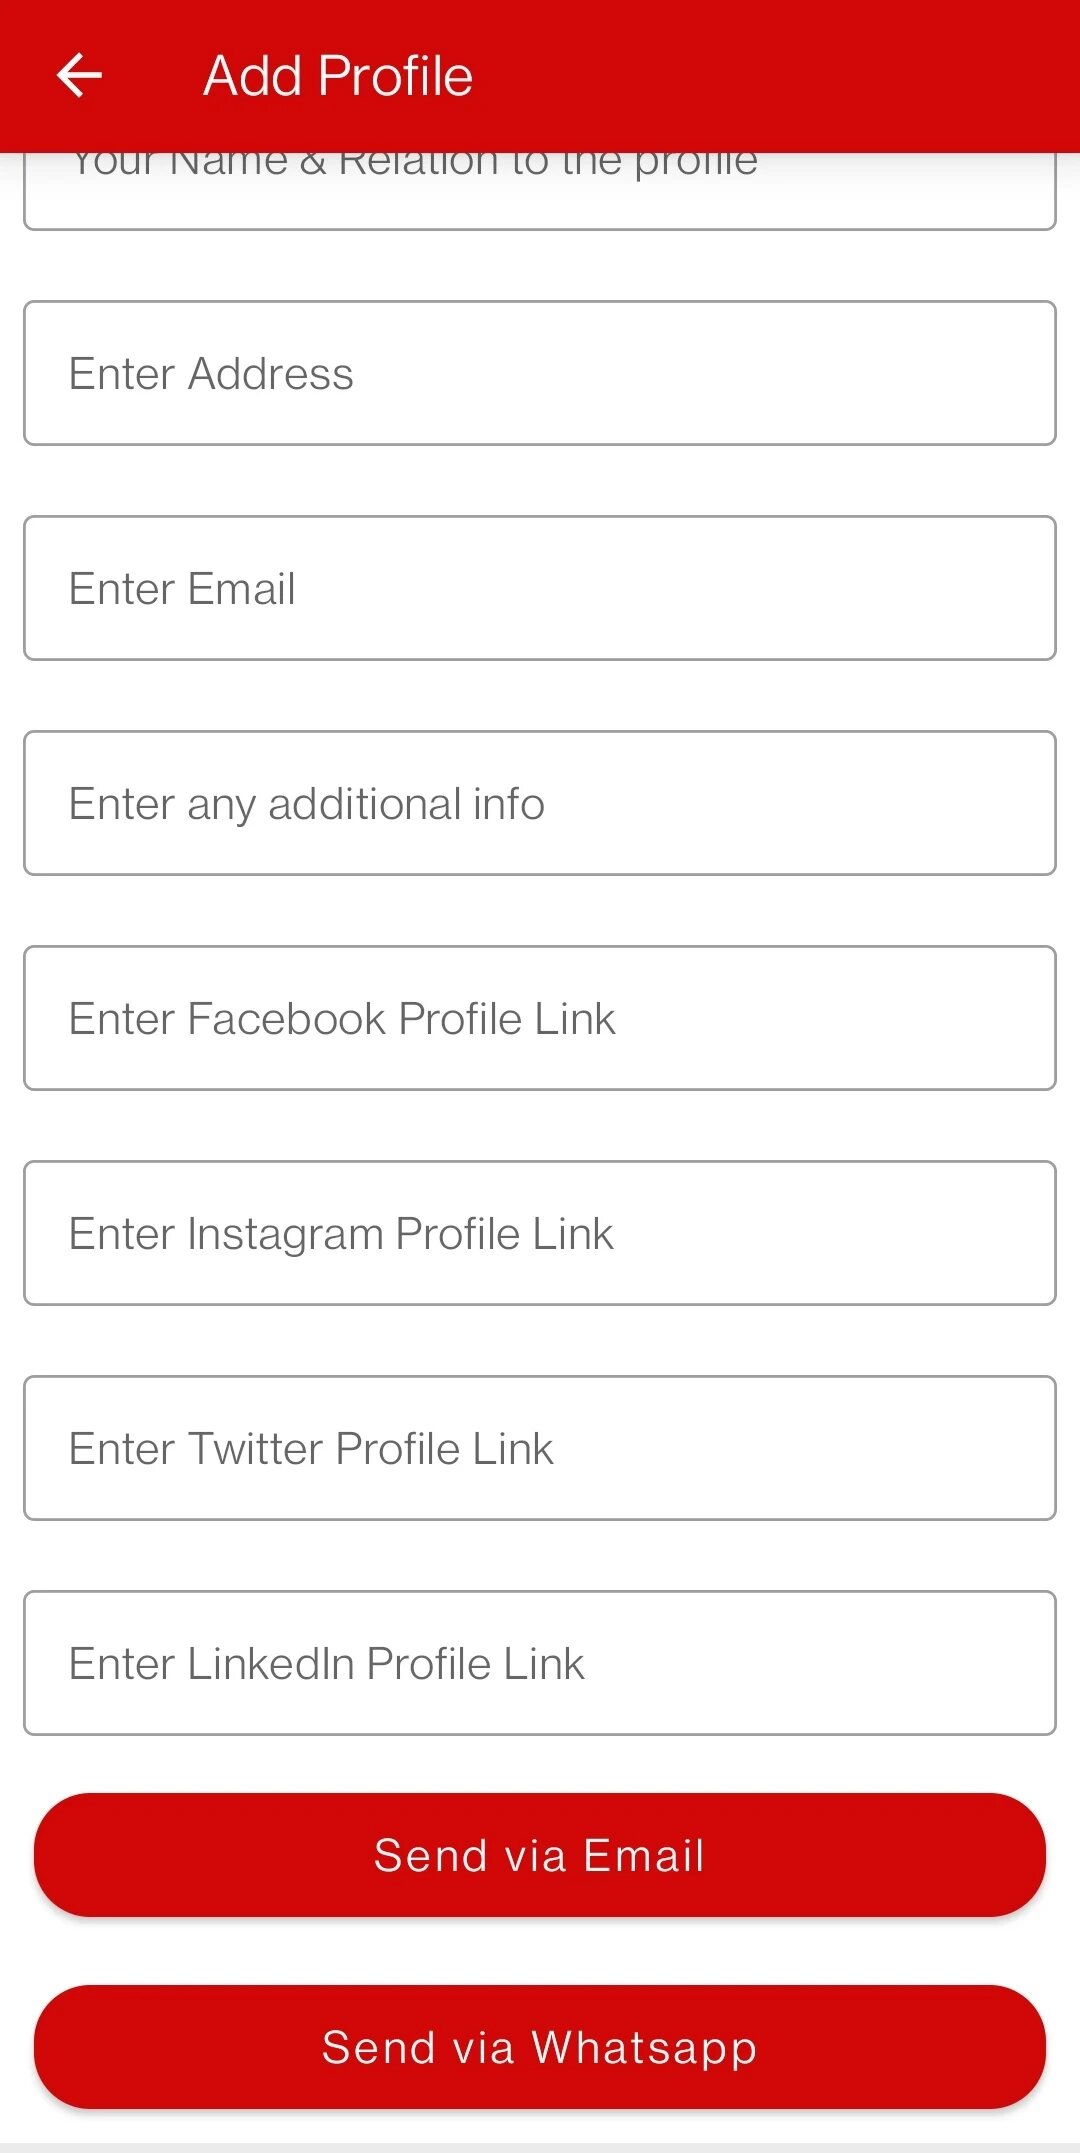 Add Profile
Your Name & Relation to the profile
Enter Address
Enter Email
Enter any additional info
Enter Facebook Profile Link
Enter Instagram Profile Link
Enter Twitter Profile Link
Enter LinkedIn Profile Link
Send via Email
Send via Whatsapp